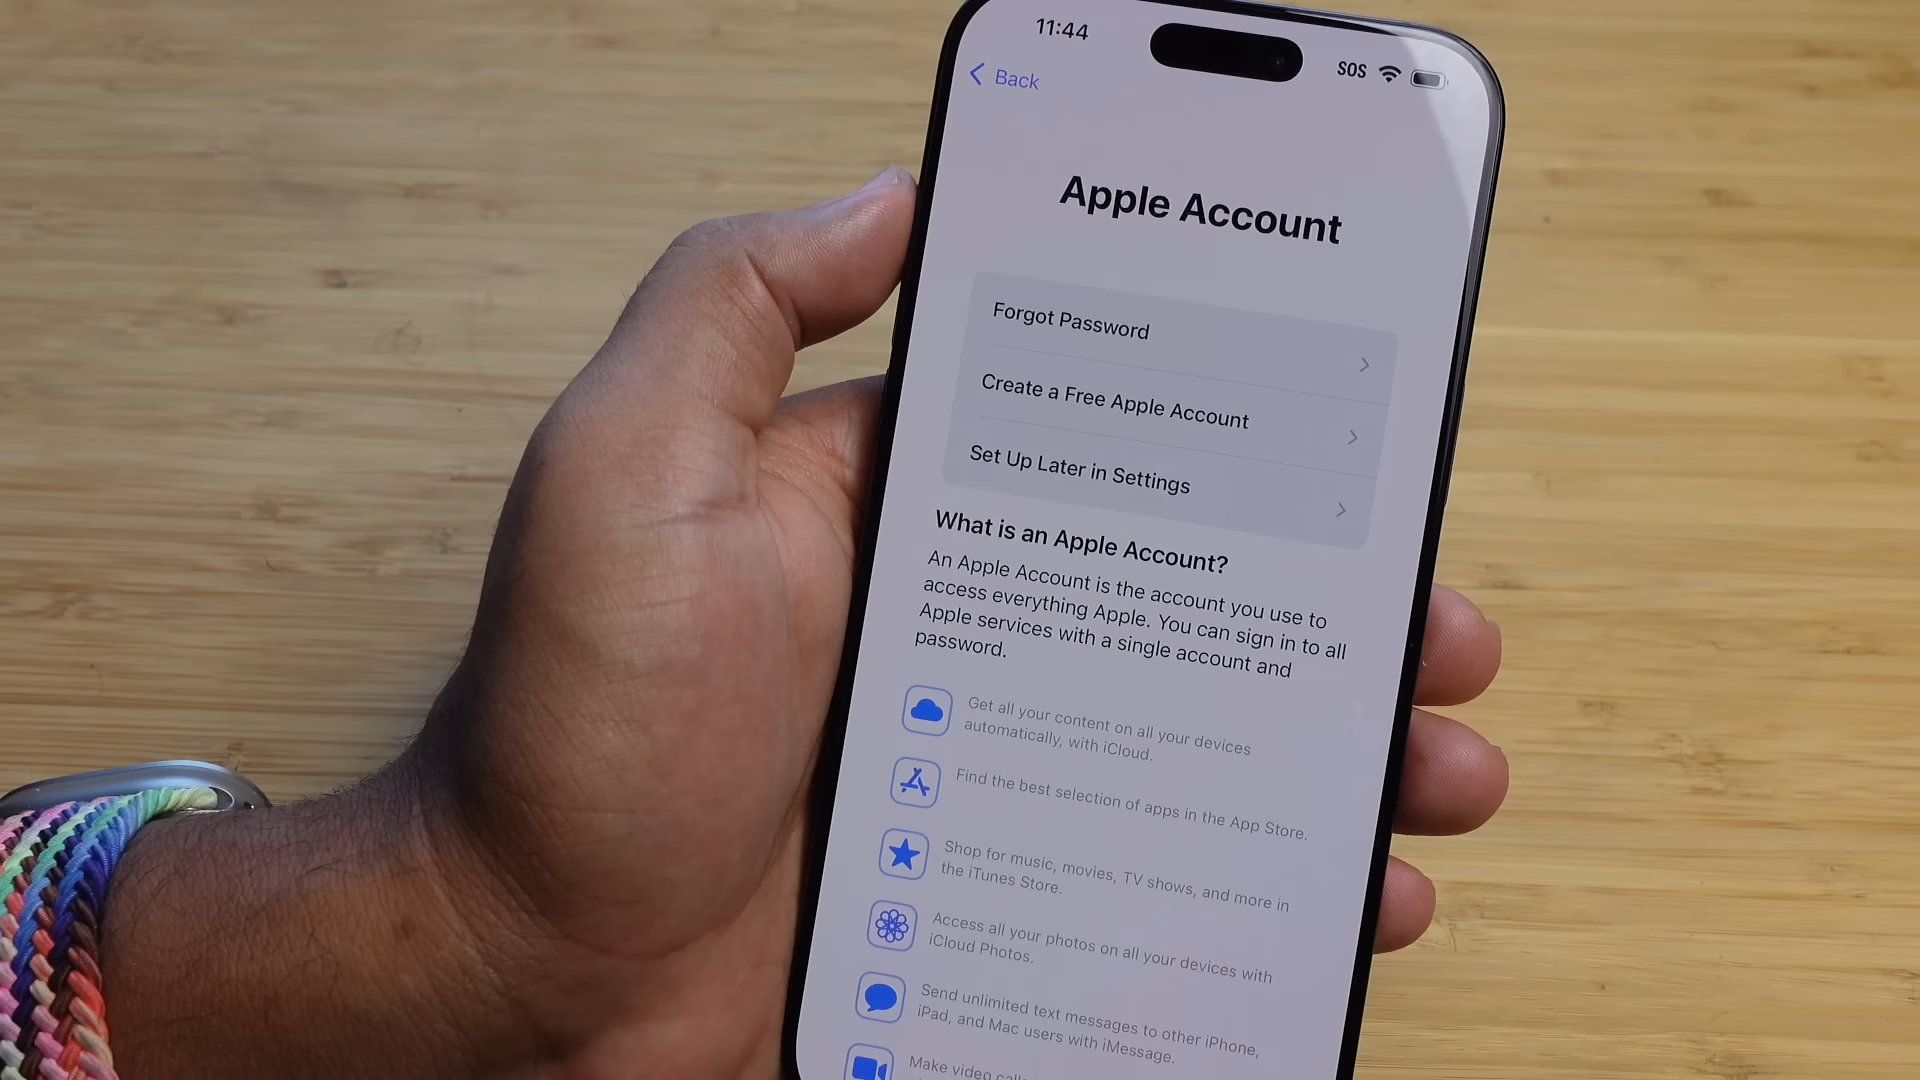 11:44
SOS
Back
Apple Account
Forgot Password
Create a Free Apple Account
Set Up Later in Settings
What is an Apple Account?
An Apple Account is the account you use to
access everything Apple. You can sign in to all
Apple services with a single account and
password.
Get all your content on all your devices
automatically, with iCloud.
Find the best selection of apps in the App Store.
Shop for music, movies, TV shows, and more in
the iTunes Store.
Access all your photos on all your devices with
iCloud Photos.
Send unlimited text messages to other iPhone,
iPad, and Mac users with iMessage.
Make video